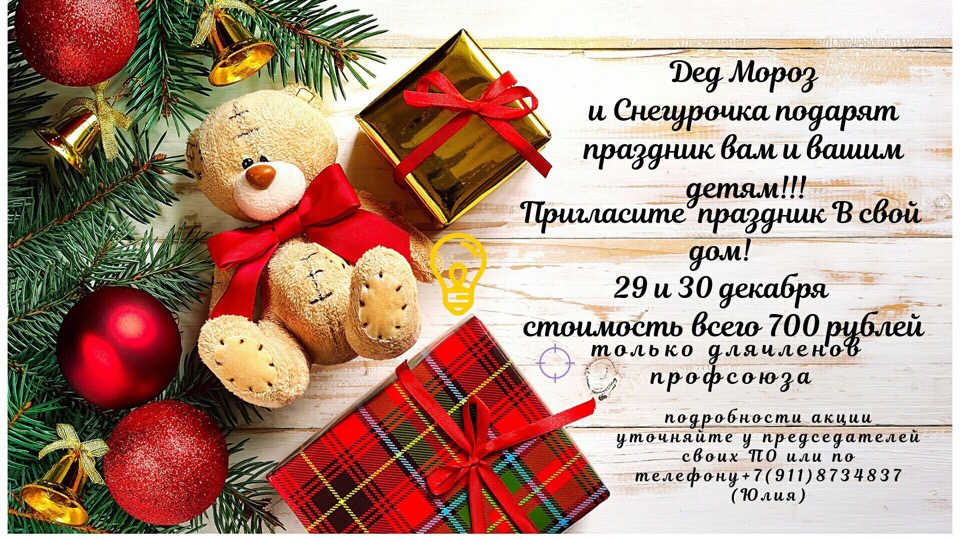 Дед Мороз
и Снегурочка подарят
праздник вам и вашим
детям!!!
Пригласите праздник В свой
дом!
29 и 30 декабря
стоимость всего 700 рублей
только длячленов
профсоюза
подробности акции
уточняйте у председателей
своих ПО или по
телефону+7(911)8734837
(Юлия)